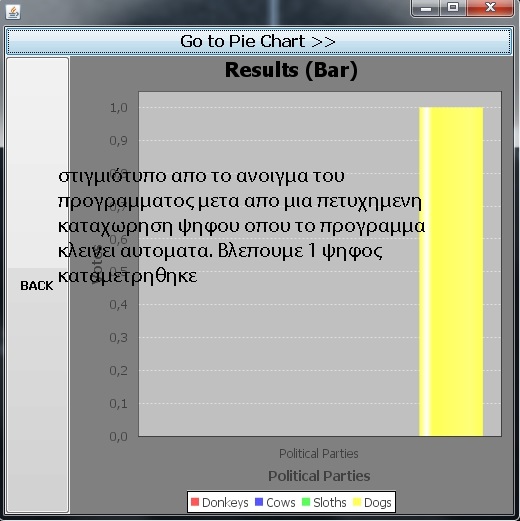 Go to Pie Chart >>
Results (Bar)
BACK
στιγμιότυπο απο το ανοιγμα του
προγραμματος μετα απο μια πετυχημενη
καταχωρηση ψηφου οπου το προγραμμα
κλεινει αυτοματα. Βλεπουμε 1 ψηφος
καταμετρηθηκε
Votes
1,0
0,9
0,8
0,7
0,6
0,5
0,4
0,3
0,2
0,1
0,0
Political Parties
Political Parties
Donkeys Cows Sloths Dogs